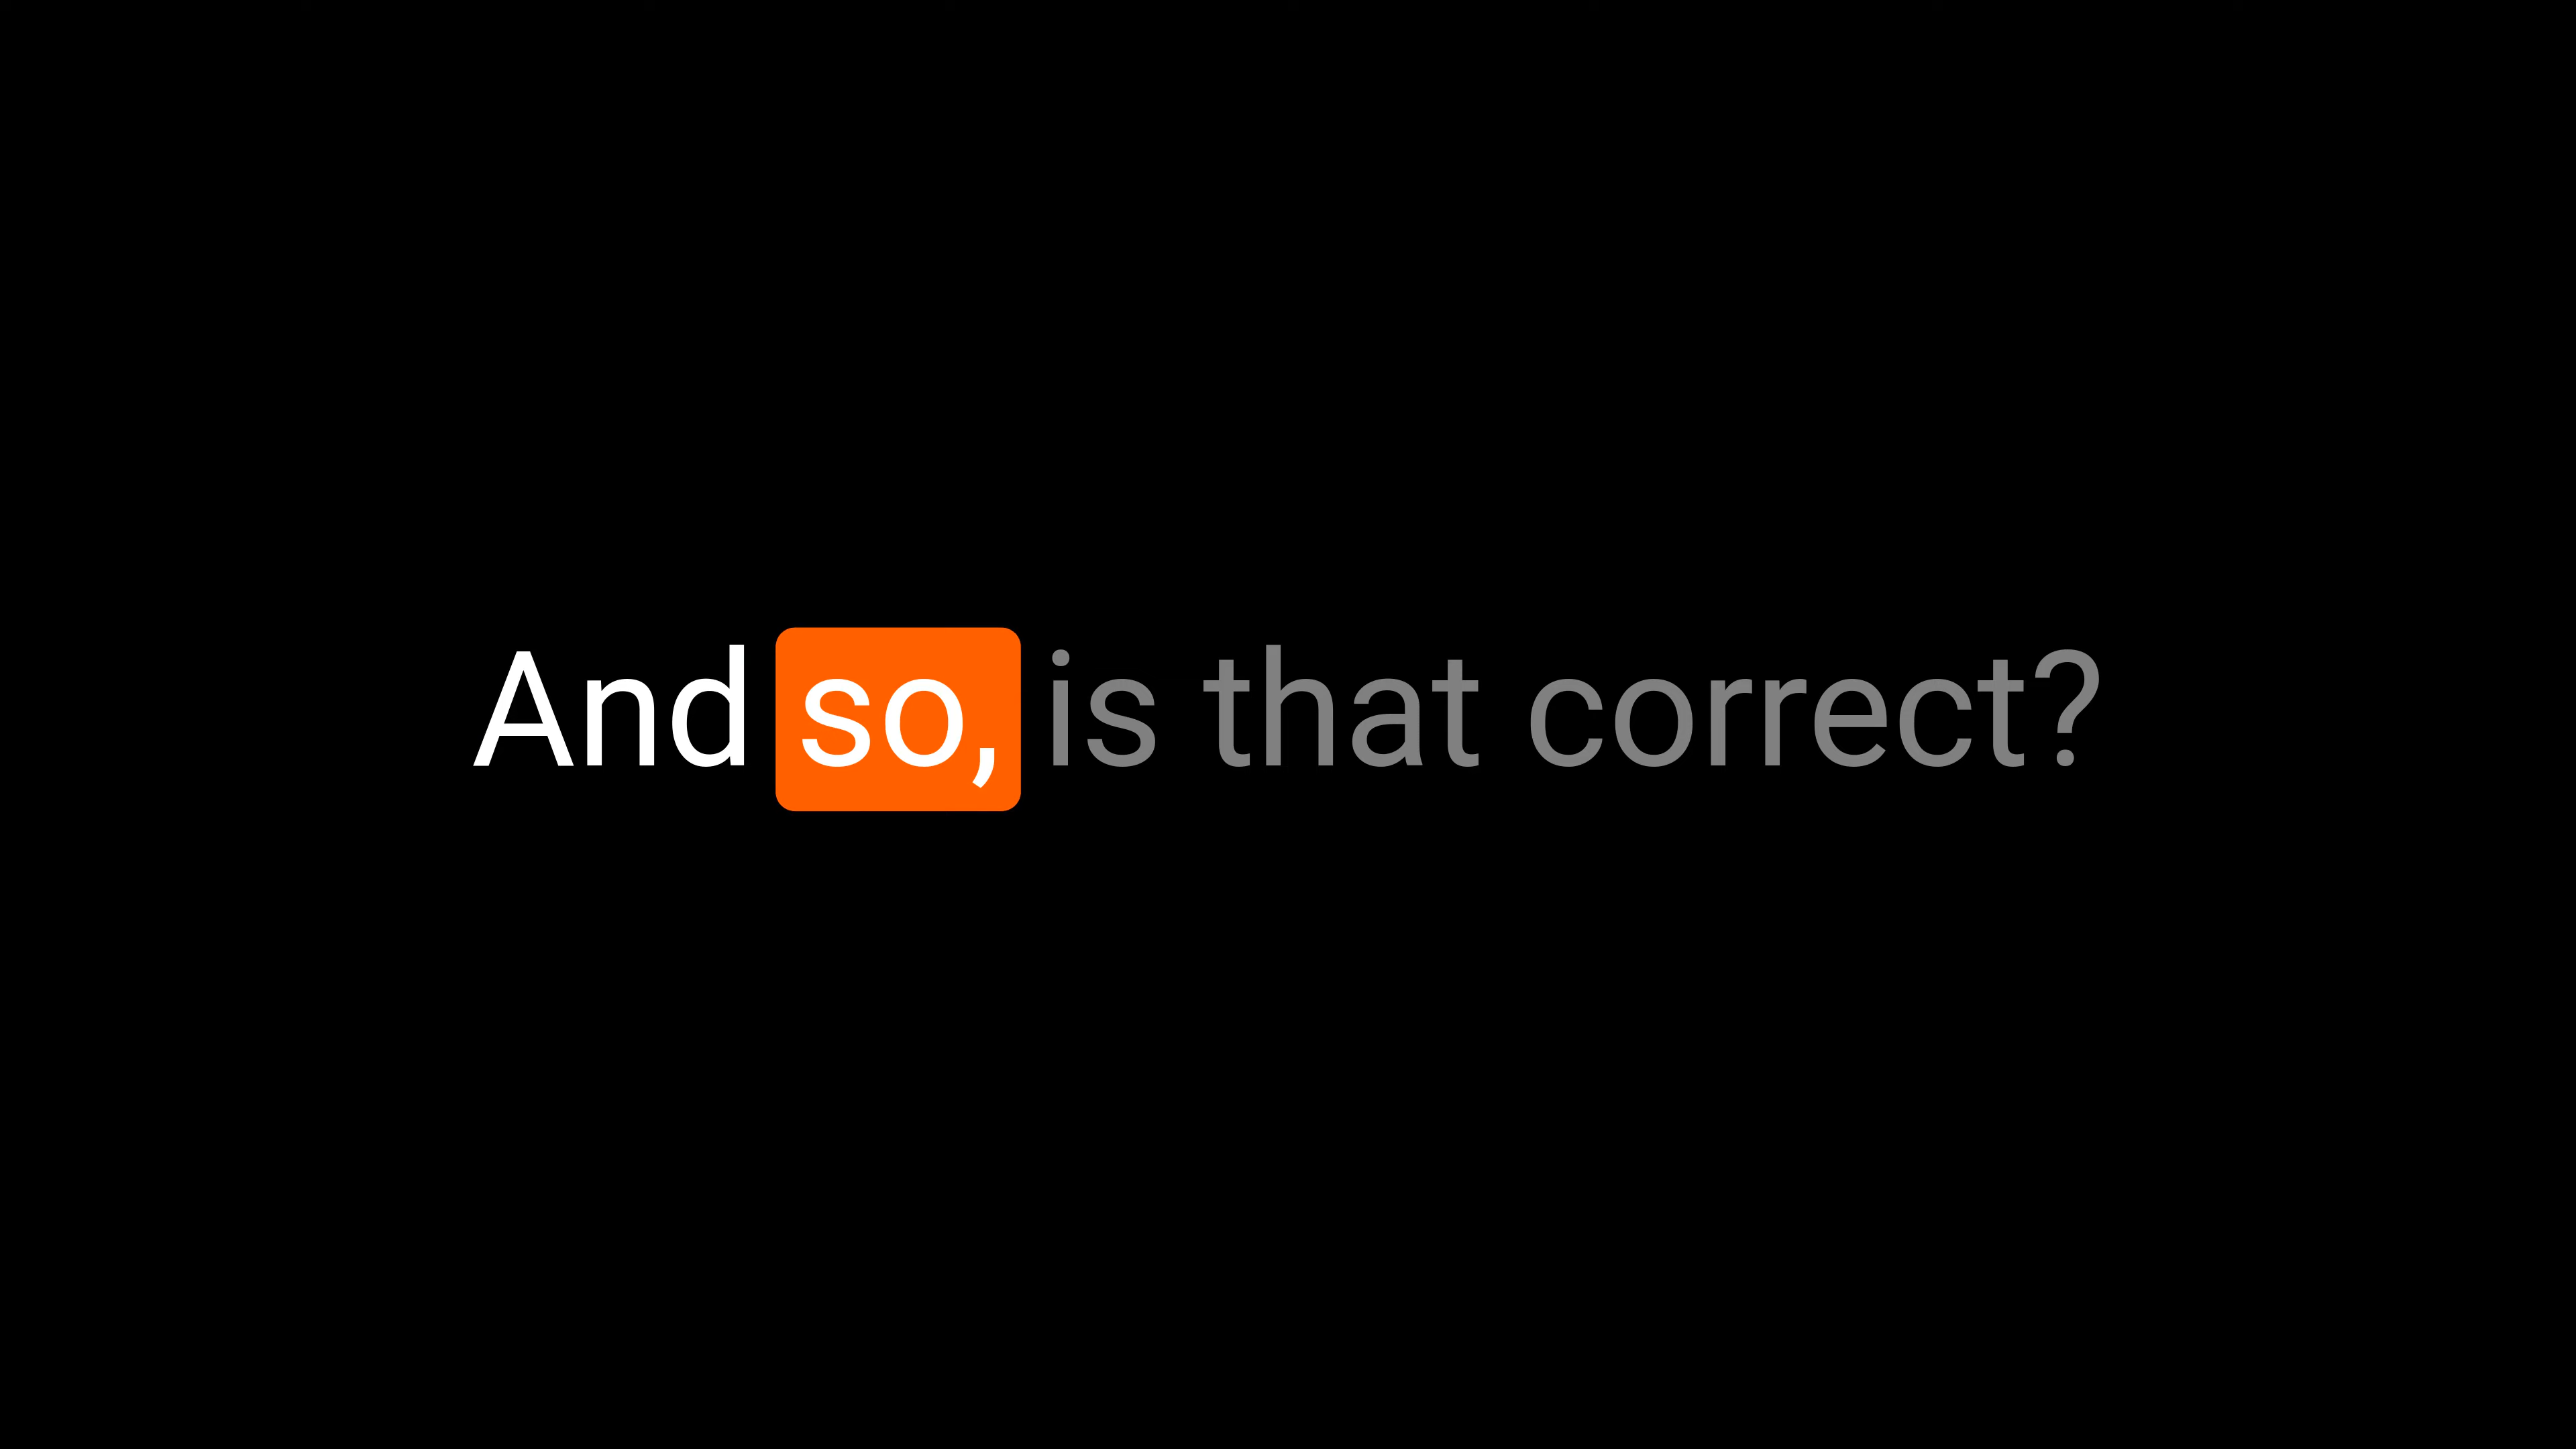 And so, is that correct?